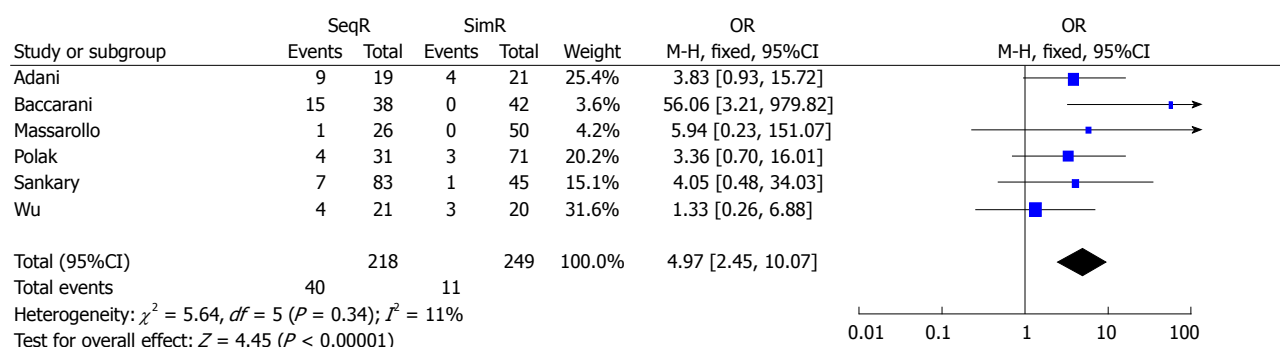 SeqR SimR OR OR
Study or subgroup Events Total Events Total Weight M-H, fixed, 95%CI M-H, fixed, 95%CI
Adani 9 19 4 21 25.4% 3.83 [0.93, 15.72]
Baccarani 15 38 0 42 3.6% 56.06 [3.21, 979.82]
Massarollo 1 26 0 50 4.2% 5.94 [0.23, 151.07]
Polak 4 31 3 71 20.2% 3.36 [0.70, 16.01]
Sankary 7 83 1 45 15.1% 4.05 [0.48, 34.03]
Wu 4 21 3 20 31.6% 1.33 [0.26, 6.88]
Total (95%CI) 218 249 100.0% 4.97 [2.45, 10.07]
Total events 40 11
Heterogeneity: χ² = 5.64, df = 5 (P = 0.34); I² = 11%
Test for overall effect: Z = 4.45 (P < 0.00001)
0.01 0.1 1 10 100